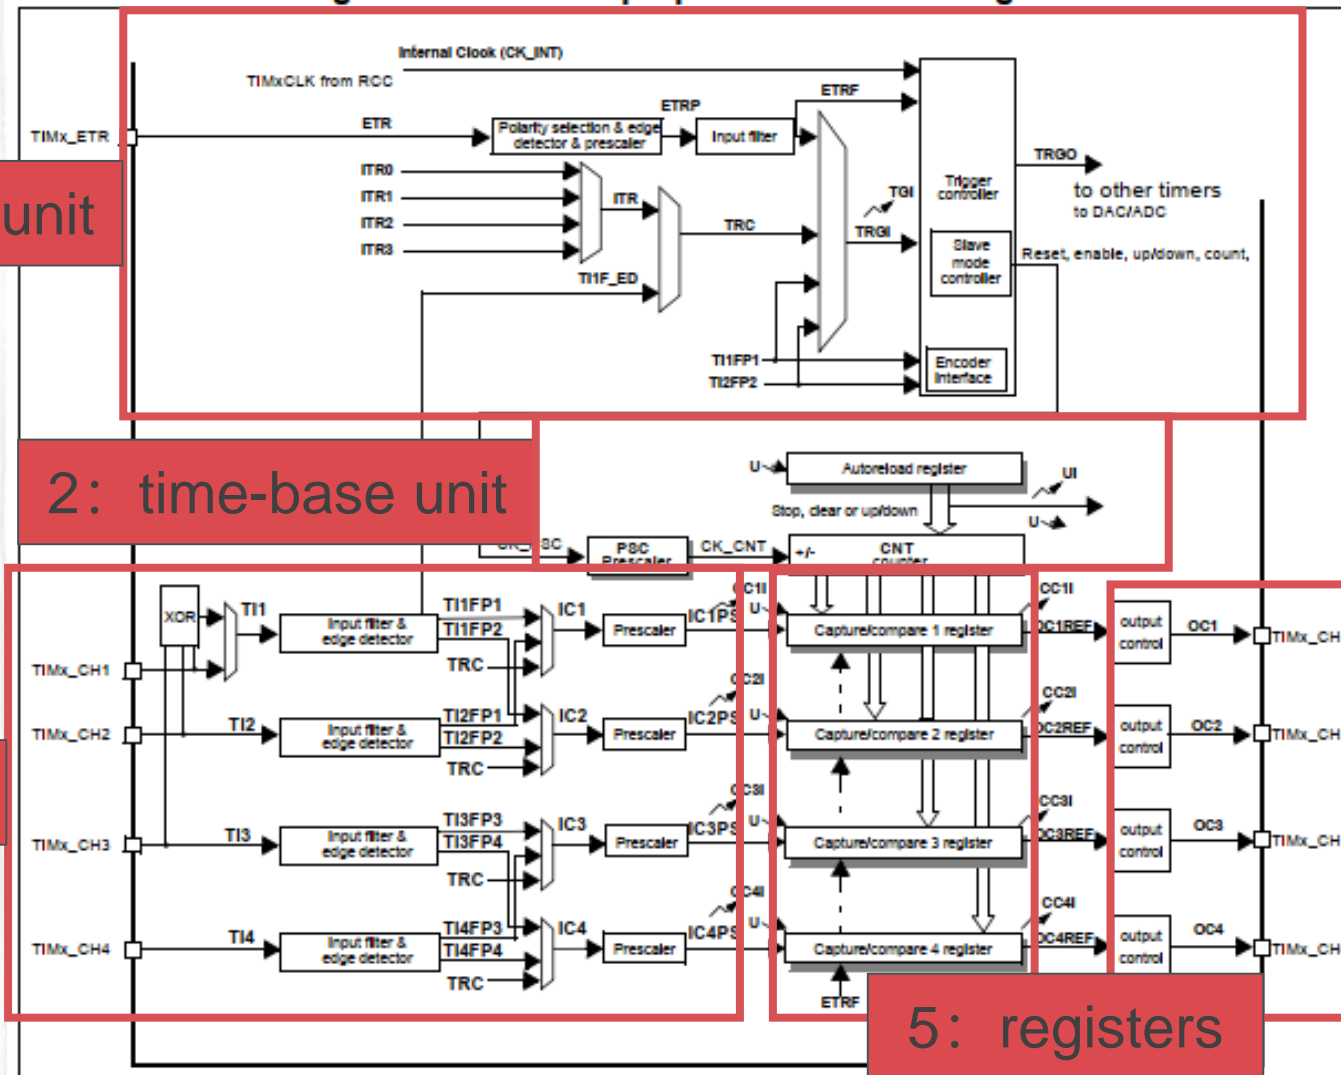 Internal Clock (CK_INT)
TIMxCLK from RCC
ETRF
ETRP
TIMx_ETR
ETR
Polarity selection & edge
detector & prescaler
Input filter
unit
ITR0
ITR1
ITR2
ITR3
ITR
TI1F_ED
TRC
TGI
TRGI
Trigger
controller
TRGO
to other timers
to DAC/ADC
Slave
mode
controller
Reset, enable, up/down, count,
TI1FP1
TI2FP2
Encoder
Interface
2: time-base unit
U
Autoreload register
UI
Stop, clear or up/down
U
PSC
Prescaler
CK_CNT
+/-
CNT
counter
XOR
TI1
Input filter &
edge detector
TI1FP1
TI1FP2
TRC
IC1
Prescaler
IC1PS
CC1I
U
Capture/compare 1 register
CC1I
OC1REF
output
control
OC1
TIMx_CH
TIMx_CH1
TIMx_CH2
TI2
Input filter &
edge detector
TI2FP1
TI2FP2
TRC
IC2
Prescaler
IC2PS
CC2I
U
Capture/compare 2 register
CC2I
OC2REF
output
control
OC2
TIMx_CH
TIMx_CH3
TI3
Input filter &
edge detector
TI3FP3
TI3FP4
TRC
IC3
Prescaler
IC3PS
CC3I
U
Capture/compare 3 register
CC3I
OC3REF
output
control
OC3
TIMx_CH
TIMx_CH4
TI4
Input filter &
edge detector
TI4FP3
TI4FP4
TRC
IC4
Prescaler
IC4PS
CC4I
U
Capture/compare 4 register
CC4I
OC4REF
output
control
OC4
TIMx_CH
ETRF
5: registers